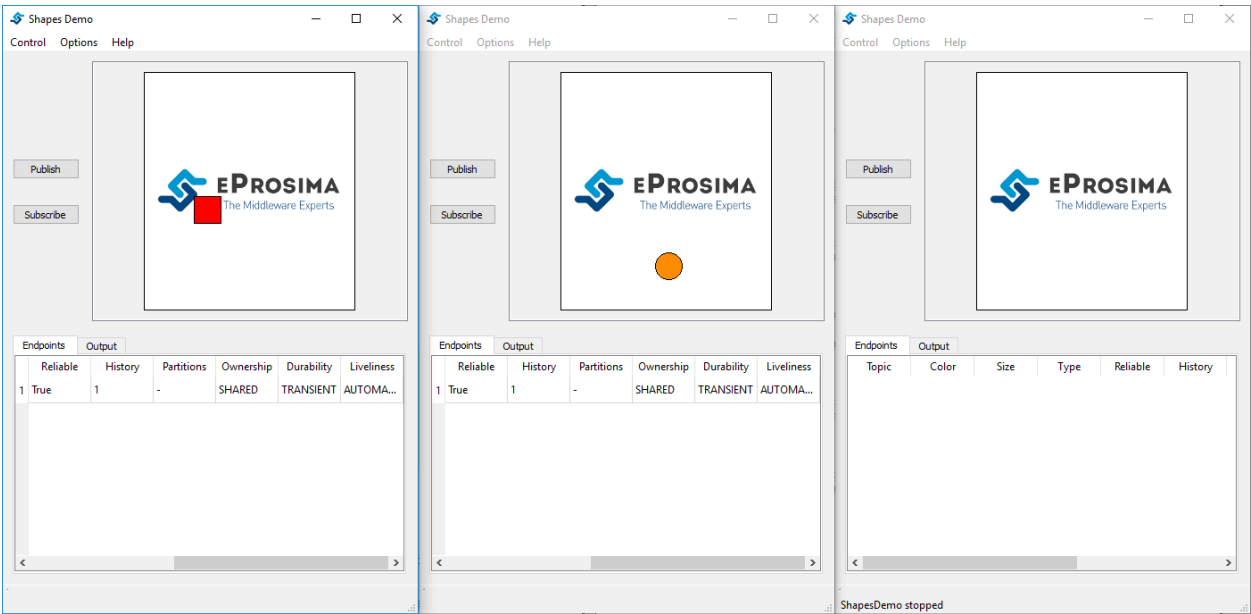 Shapes Demo
Control Options Help
Publish
Subscribe
EPROSIMA
The Middleware Experts
Endpoints Output
Reliable History Partitions Ownership Durability Liveliness
1 True 1 - SHARED TRANSIENT AUTOMA...
Shapes Demo
Control Options Help
Publish
Subscribe
EPROSIMA
The Middleware Experts
Endpoints Output
Reliable History Partitions Ownership Durability Liveliness
1 True 1 - SHARED TRANSIENT AUTOMA...
Shapes Demo
Control Options Help
Publish
Subscribe
EPROSIMA
The Middleware Experts
Endpoints Output
Topic Color Size Type Reliable History
ShapesDemo stopped